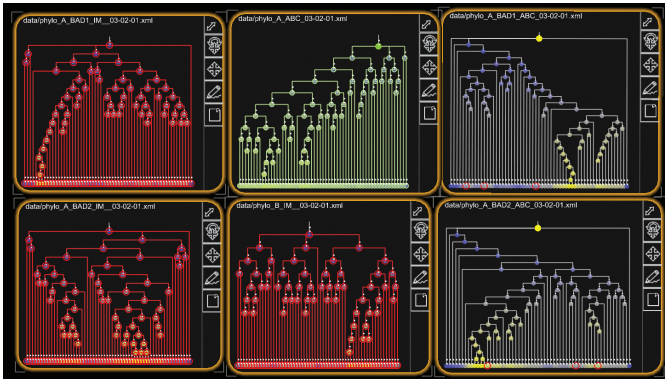 data/phylo_A_BAD1_IM__03-02-01.xml
data/phylo_A_ABC_03-02-01.xml
data/phylo_A_BAD1_ABC_03-02-01.xml
data/phylo_A_BAD2_IM__03-02-01.xml
data/phylo_B_IM__03-02-01.xml
data/phylo_A_BAD2_ABC_03-02-01.xml